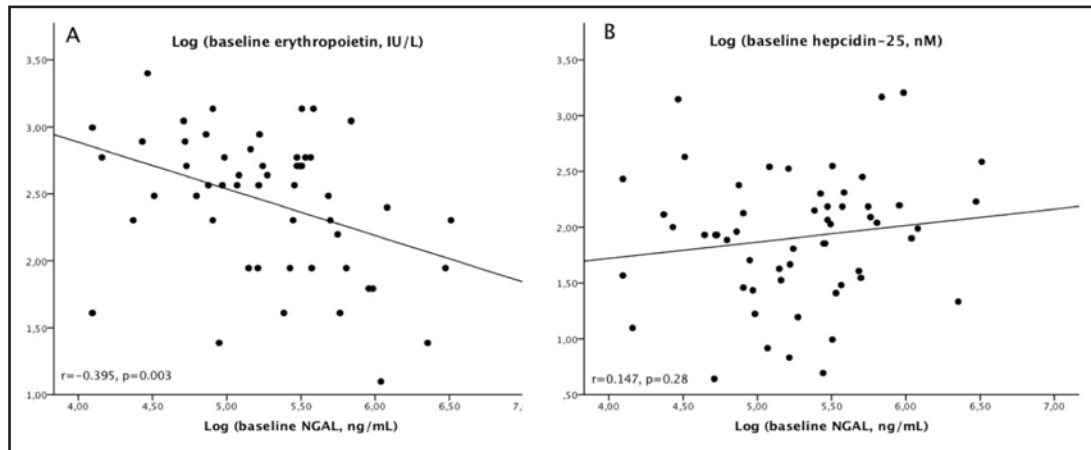 A
Log (baseline erythropoietin, IU/L)
3,50
3,00
2,50
2,00
1,50
1,00
r=-0.395, p=0.003
4,00 4,50 5,00 5,50 6,00 6,50 7,0
Log (baseline NGAL, ng/mL)
B
Log (baseline hepcidin-25, nM)
3,50
3,00
2,50
2,00
1,50
1,00
,50
r=0.147, p=0.28
4,00 4,50 5,00 5,50 6,00 6,50 7,00
Log (baseline NGAL, ng/mL)